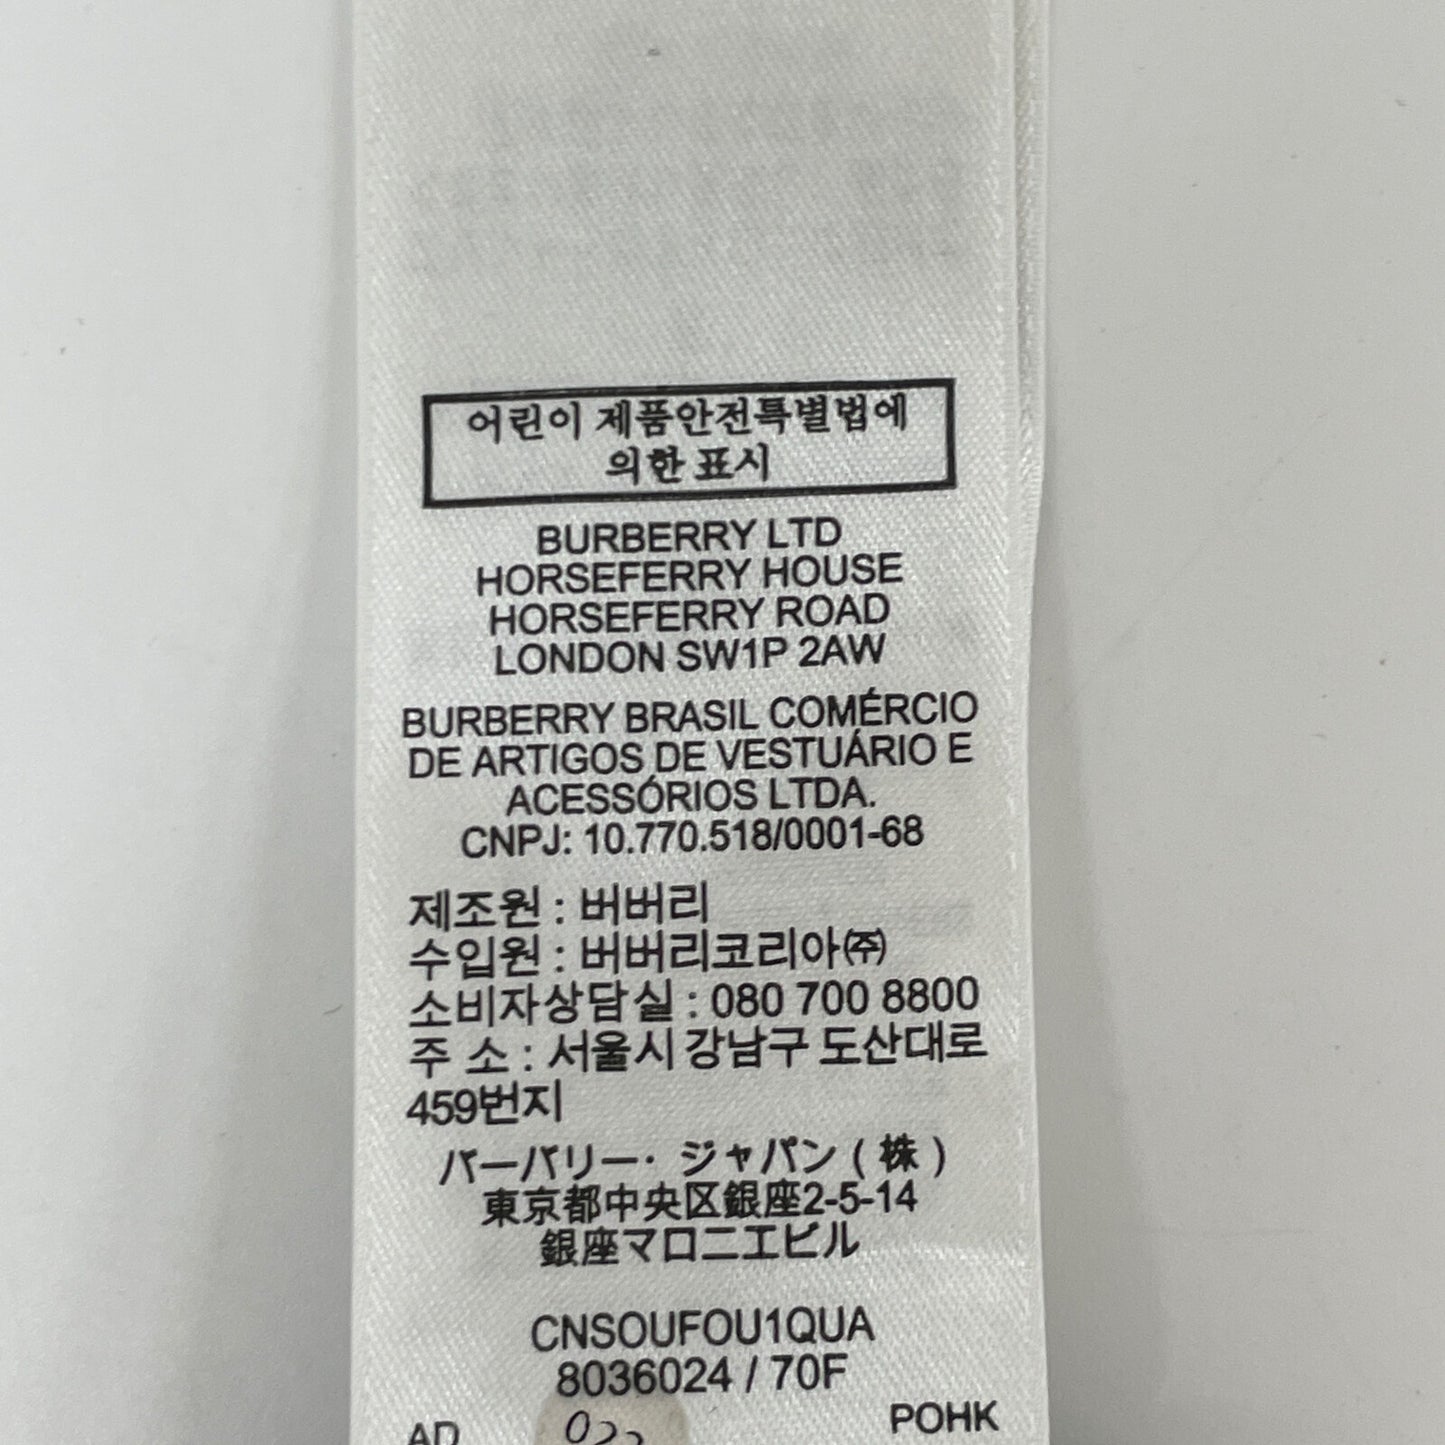 어린이 제품안전특별법에
의한 표시
BURBERRY LTD
HORSEFERRY HOUSE
HORSEFERRY ROAD
LONDON SW1P 2AW
BURBERRY BRASIL COMÉRCIO
DE ARTIGOS DE VESTUÁRIO E
ACESSÓRIOS LTDA.
CNPJ: 10.770.518/0001-68
제조원 : 버버리
수입원 : 버버리코리아㈜
소비자상담실 : 080 700 8800
주 소 : 서울시 강남구 도산대로
459번지
バーバリー・ジャパン ( 株 )
東京都中央区銀座2-5-14
銀座マロニエビル
CNSOUFOU1QUA
8036024 / 70F
AD POHK